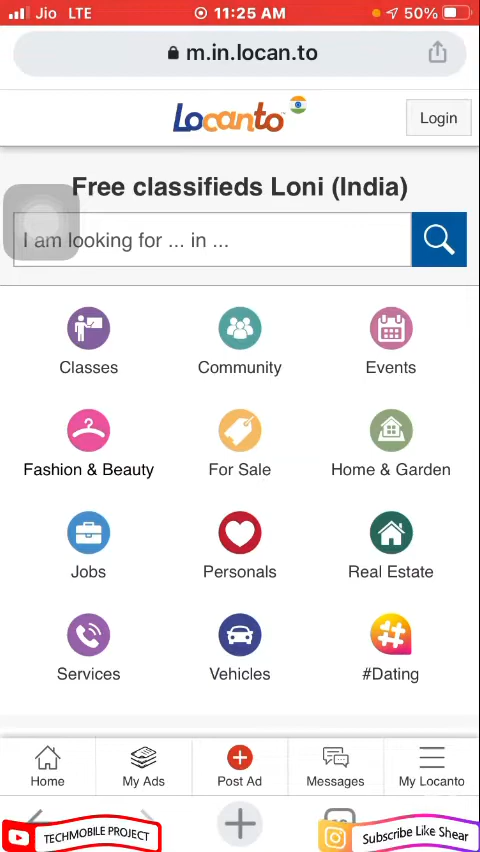 Jio LTE 11:25 AM 50%
m.in.locan.to
Locanto Login
Free classifieds Loni (India)
I am looking for ... in ...
Classes Community Events
Fashion & Beauty For Sale Home & Garden
Jobs Personals Real Estate
Services Vehicles #Dating
Home My Ads Post Ad Messages My Locanto
TECHMOBILE PROJECT Subscribe Like Shear